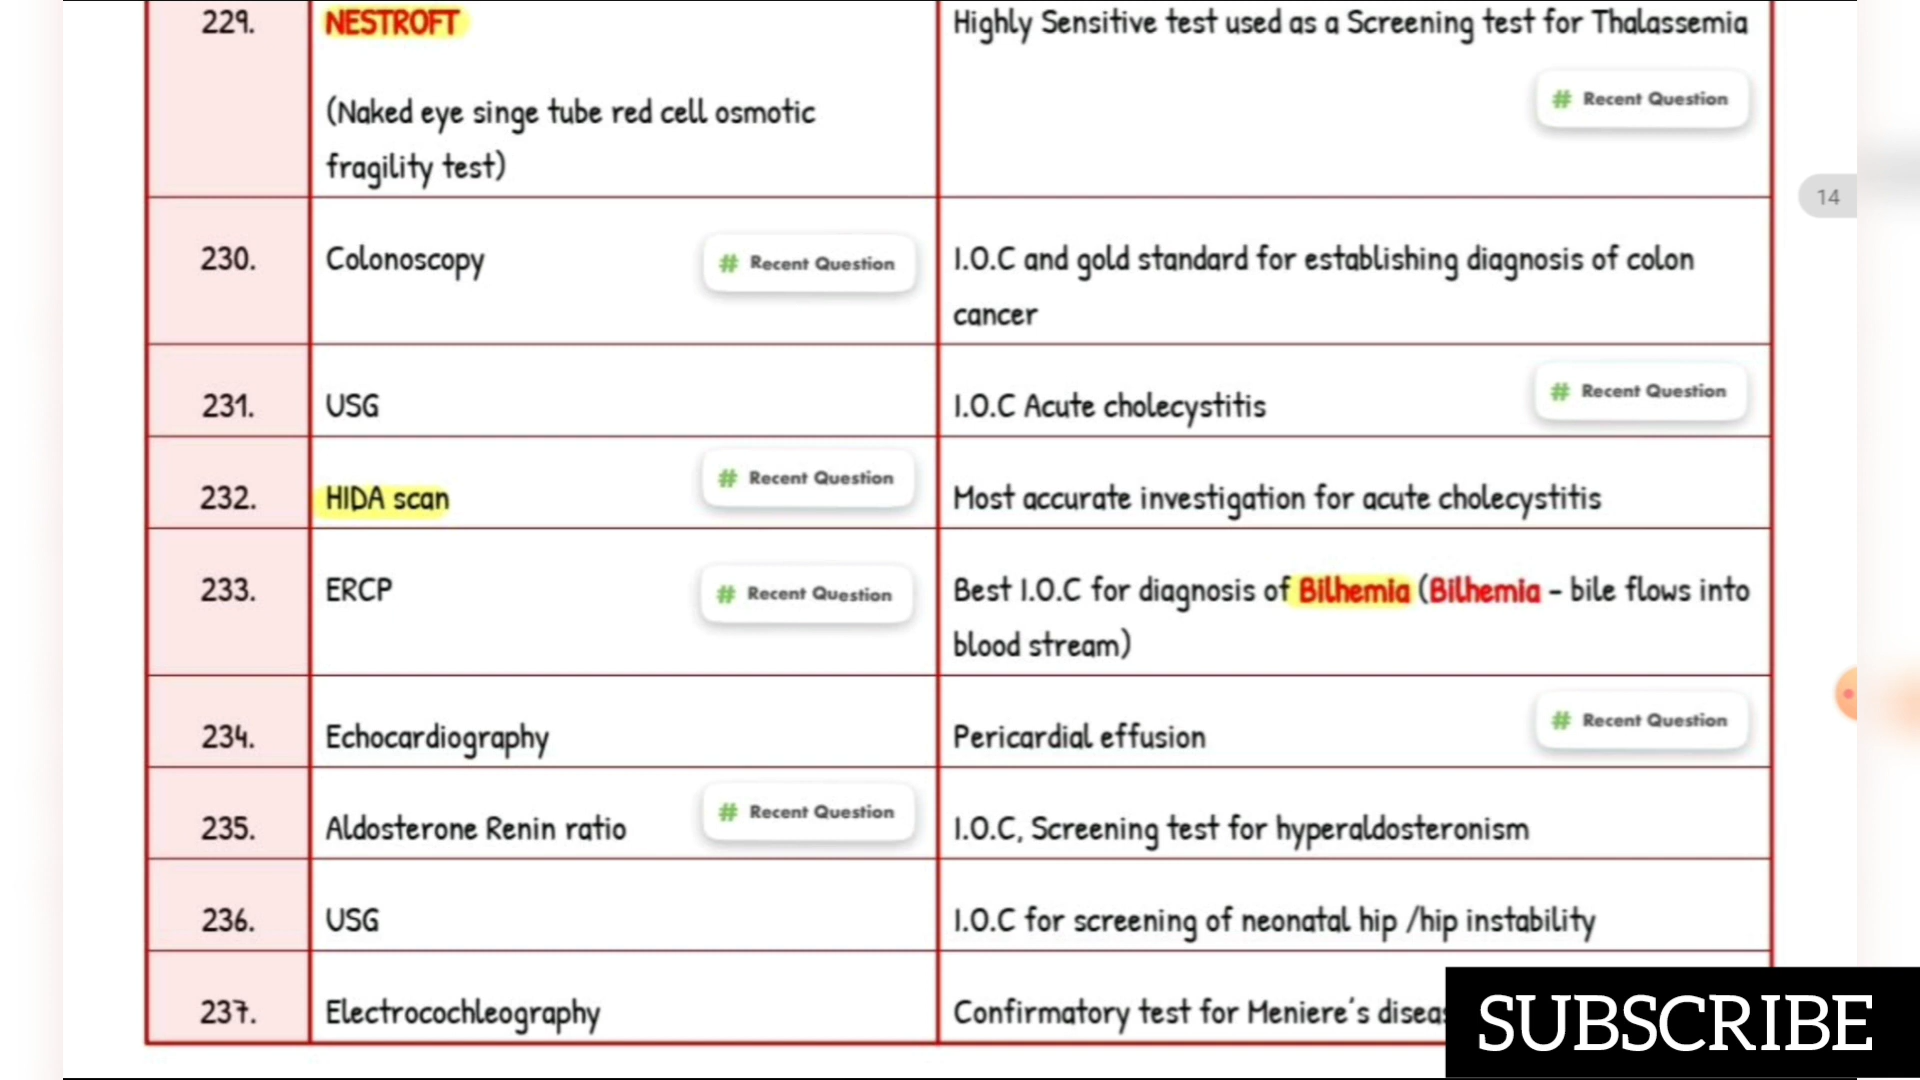 229. NESTROFT Highly Sensitive test used as a Screening test for Thalassemia
# Recent Question
(Naked eye singe tube red cell osmotic
fragility test)
14
230. Colonoscopy # Recent Question I.O.C and gold standard for establishing diagnosis of colon
cancer
231. USG I.O.C Acute cholecystitis # Recent Question
232. HIDA scan # Recent Question Most accurate investigation for acute cholecystitis
233. ERCP # Recent Question Best I.O.C for diagnosis of Bilhemia (Bilhemia - bile flows into
blood stream)
234. Echocardiography Pericardial effusion # Recent Question
235. Aldosterone Renin ratio # Recent Question I.O.C, Screening test for hyperaldosteronism
236. USG I.O.C for screening of neonatal hip /hip instability
237. Electrocochleography Confirmatory test for Meniere's
SUBSCRIBE